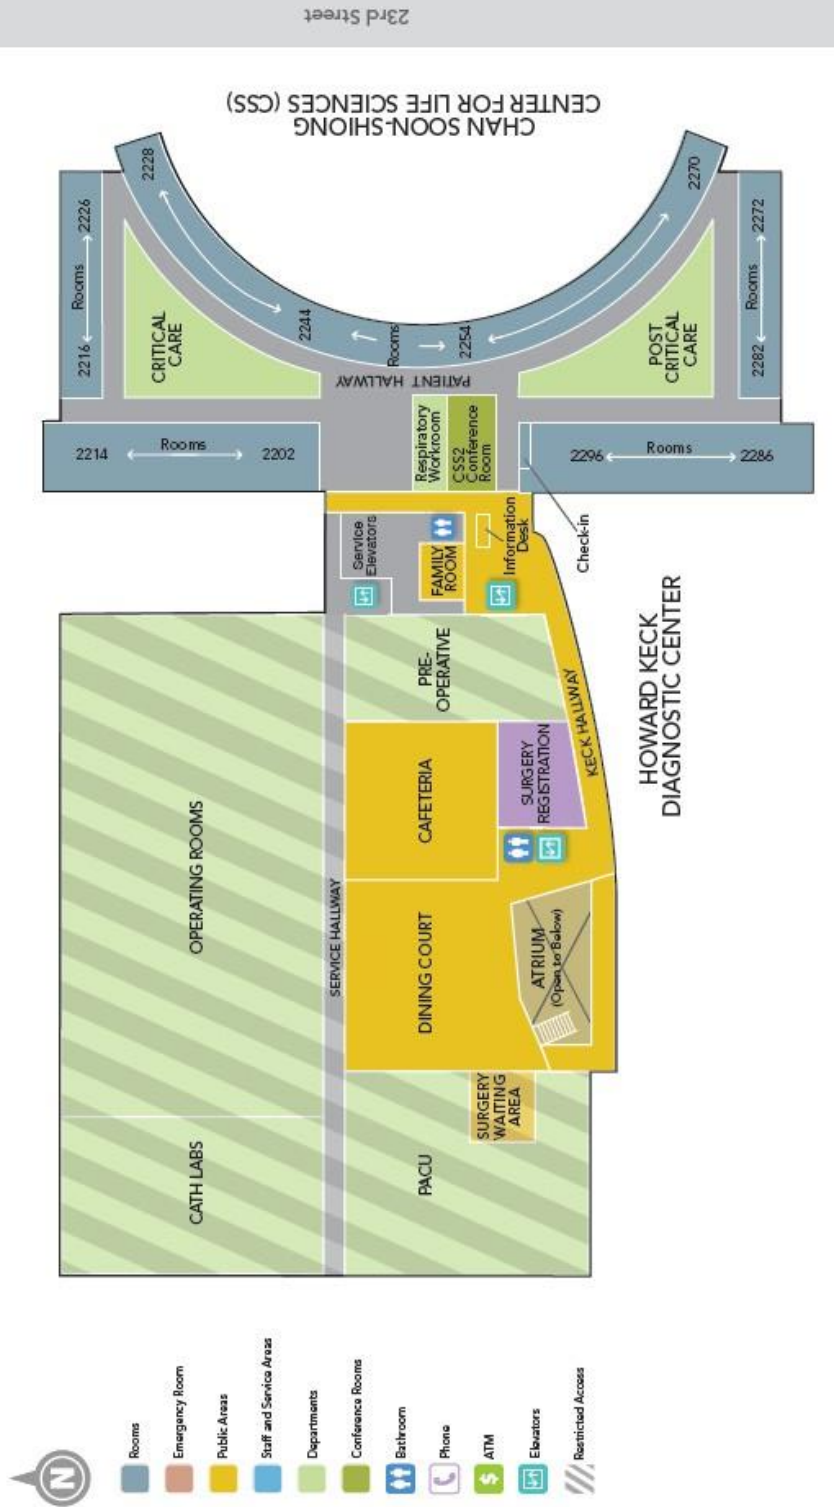 23rd Street
CHAN SOON-SHIONG
CENTER FOR LIFE SCIENCES (CSS)
2228
2270
2226
Rooms
2216
CRITICAL
CARE
2244
Rooms
2254
POST
CRITICAL
CARE
2272
Rooms
2282
PATIENT HALLWAY
2214
Rooms
2202
Respiratory
Workroom
CSS2
Conference
Room
2296
Rooms
2286
Service
Elevators
FAMILY
ROOM
Information
Desk
Check-in
PRE-
OPERATIVE
KECK HALLWAY
HOWARD KECK
DIAGNOSTIC CENTER
OPERATING ROOMS
CAFETERIA
SURGERY
REGISTRATION
SERVICE HALLWAY
DINING COURT
ATRIUM
(Open to Below)
CATH LABS
PACU
SURGERY
WAITING
AREA
N
Rooms
Emergency Room
Public Areas
Staff and Service Areas
Departments
Conference Rooms
Bathroom
Phone
$
ATM
Elevators
Restricted Access